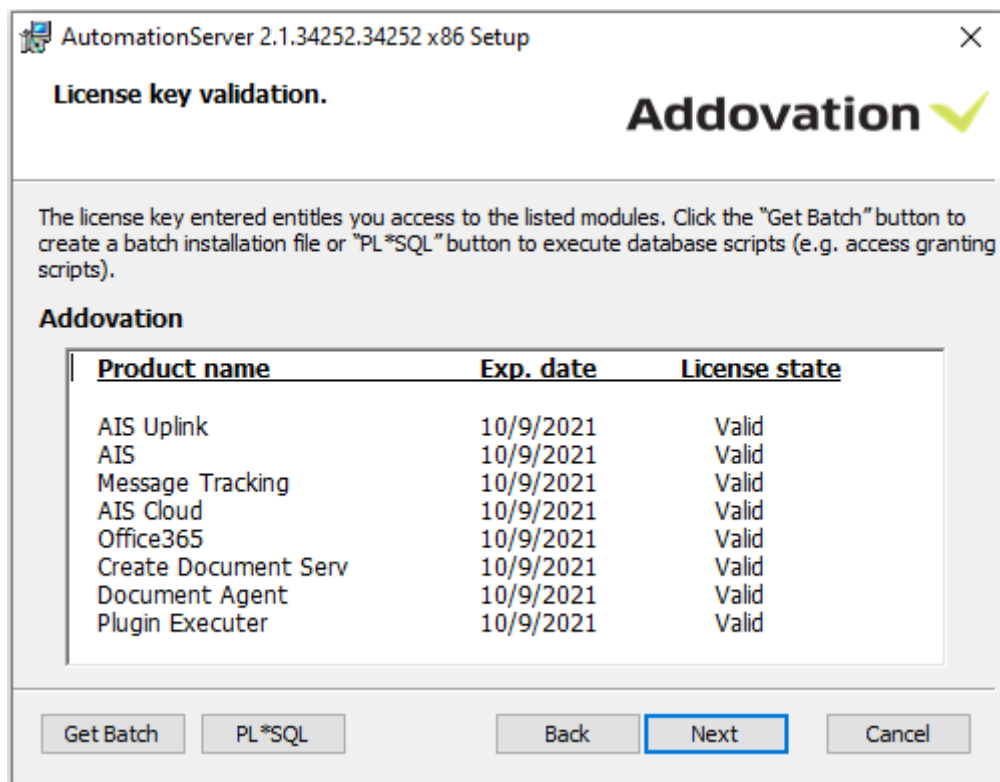 AutomationServer 2.1.34252.34252 x86 Setup
License key validation.
Addovation
The license key entered entitles you access to the listed modules. Click the "Get Batch" button to
create a batch installation file or "PL*SQL" button to execute database scripts (e.g. access granting
scripts).
Addovation
Product name Exp. date License state
AIS Uplink 10/9/2021 Valid
AIS 10/9/2021 Valid
Message Tracking 10/9/2021 Valid
AIS Cloud 10/9/2021 Valid
Office365 10/9/2021 Valid
Create Document Serv 10/9/2021 Valid
Document Agent 10/9/2021 Valid
Plugin Executer 10/9/2021 Valid
Get Batch PL*SQL Back Next Cancel